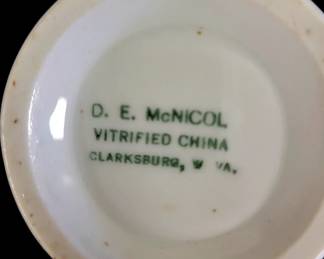 D. E. McNICOL
VITRIFIED CHINA
CLARKSBURG, W VA.